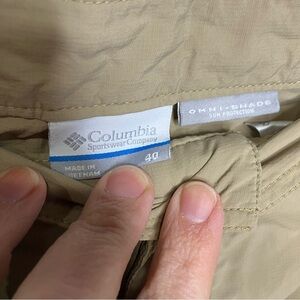 Columbia
Sportswear Company
40
MADE IN
VIETNAM
OMNI-SHADE
SUN PROTECTION